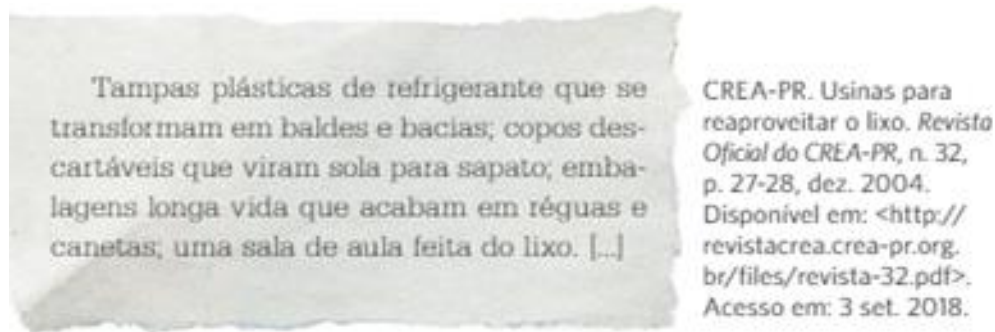 Tampas plásticas de refrigerante que se
transformam em baldes e bacias; copos des-
cartáveis que viram sola para sapato; emba-
lagens longa vida que acabam em réguas e
canetas; uma sala de aula feita do lixo. [...]
CREA-PR. Usinas para
reaproveitar o lixo. Revista
Oficial do CREA-PR, n. 32,
p. 27-28, dez. 2004.
Disponível em: <http://
revistacrea.crea-pr.org.
br/files/revista-32.pdf>.
Acesso em: 3 set. 2018.